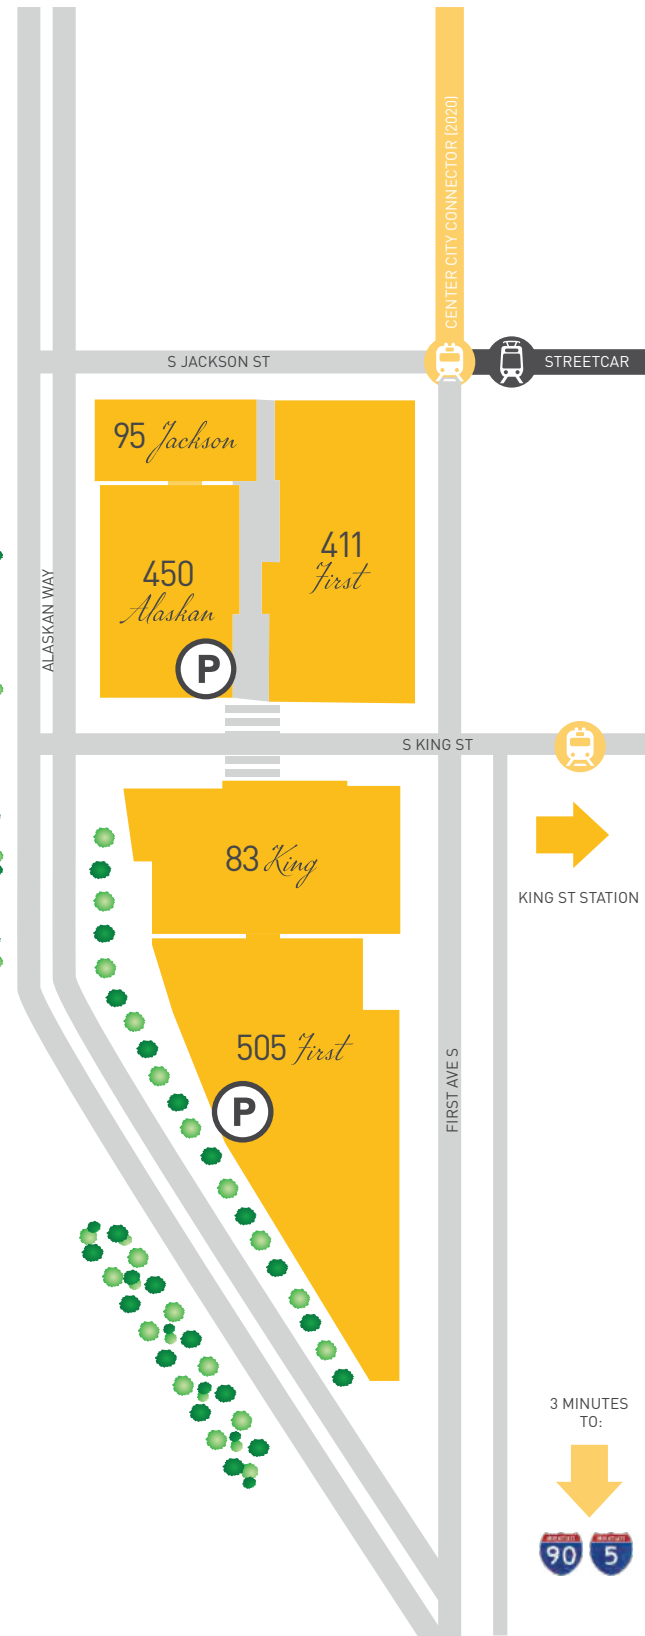 CENTER CITY CONNECTOR (2020)
S JACKSON ST
STREETCAR
95 Jackson
411
First
450
Alaskan
ALASKAN WAY
P
S KING ST
83 King
KING ST STATION
505 First
FIRST AVE S
P
3 MINUTES
TO:
90 5